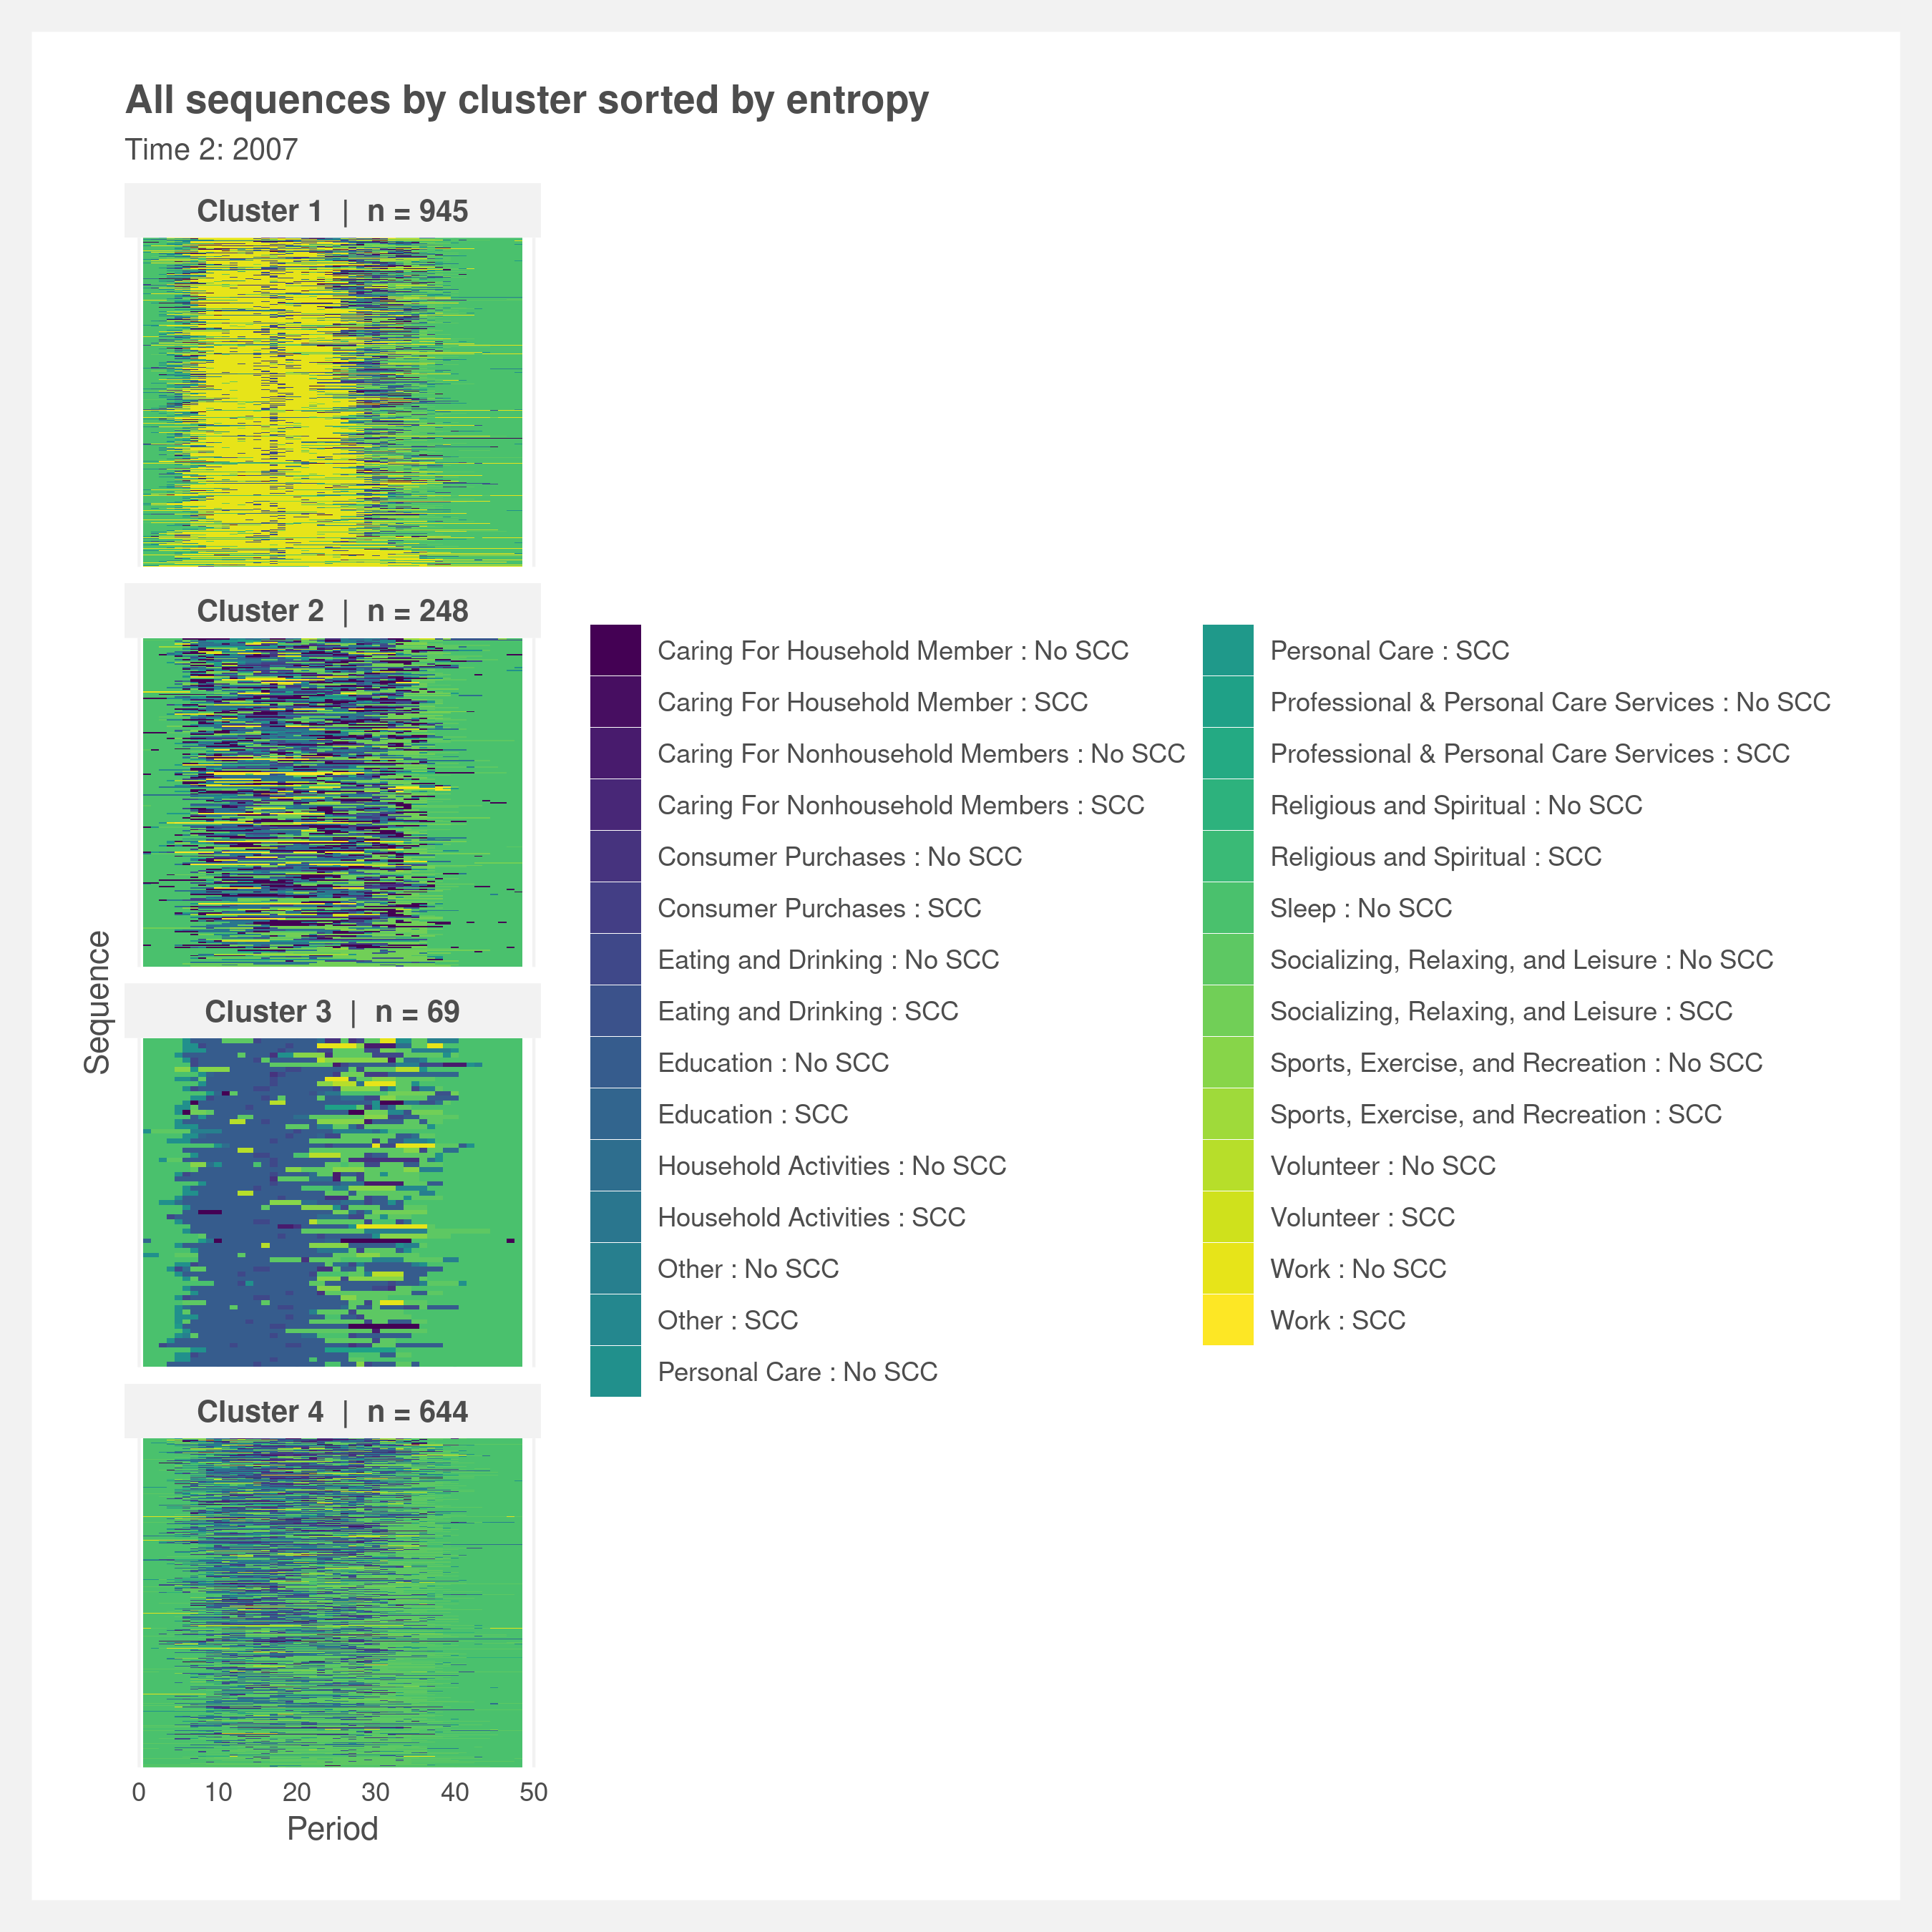 All sequences by cluster sorted by entropy
Time 2: 2007
Cluster 1 | n = 945
Cluster 2 | n = 248
Cluster 3 | n = 69
Cluster 4 | n = 644
Sequence
0 10 20 30 40 50
Period
Caring For Household Member : No SCC
Caring For Household Member : SCC
Caring For Nonhousehold Members : No SCC
Caring For Nonhousehold Members : SCC
Consumer Purchases : No SCC
Consumer Purchases : SCC
Eating and Drinking : No SCC
Eating and Drinking : SCC
Education : No SCC
Education : SCC
Household Activities : No SCC
Household Activities : SCC
Other : No SCC
Other : SCC
Personal Care : No SCC
Personal Care : SCC
Professional & Personal Care Services : No SCC
Professional & Personal Care Services : SCC
Religious and Spiritual : No SCC
Religious and Spiritual : SCC
Sleep : No SCC
Socializing, Relaxing, and Leisure : No SCC
Socializing, Relaxing, and Leisure : SCC
Sports, Exercise, and Recreation : No SCC
Sports, Exercise, and Recreation : SCC
Volunteer : No SCC
Volunteer : SCC
Work : No SCC
Work : SCC